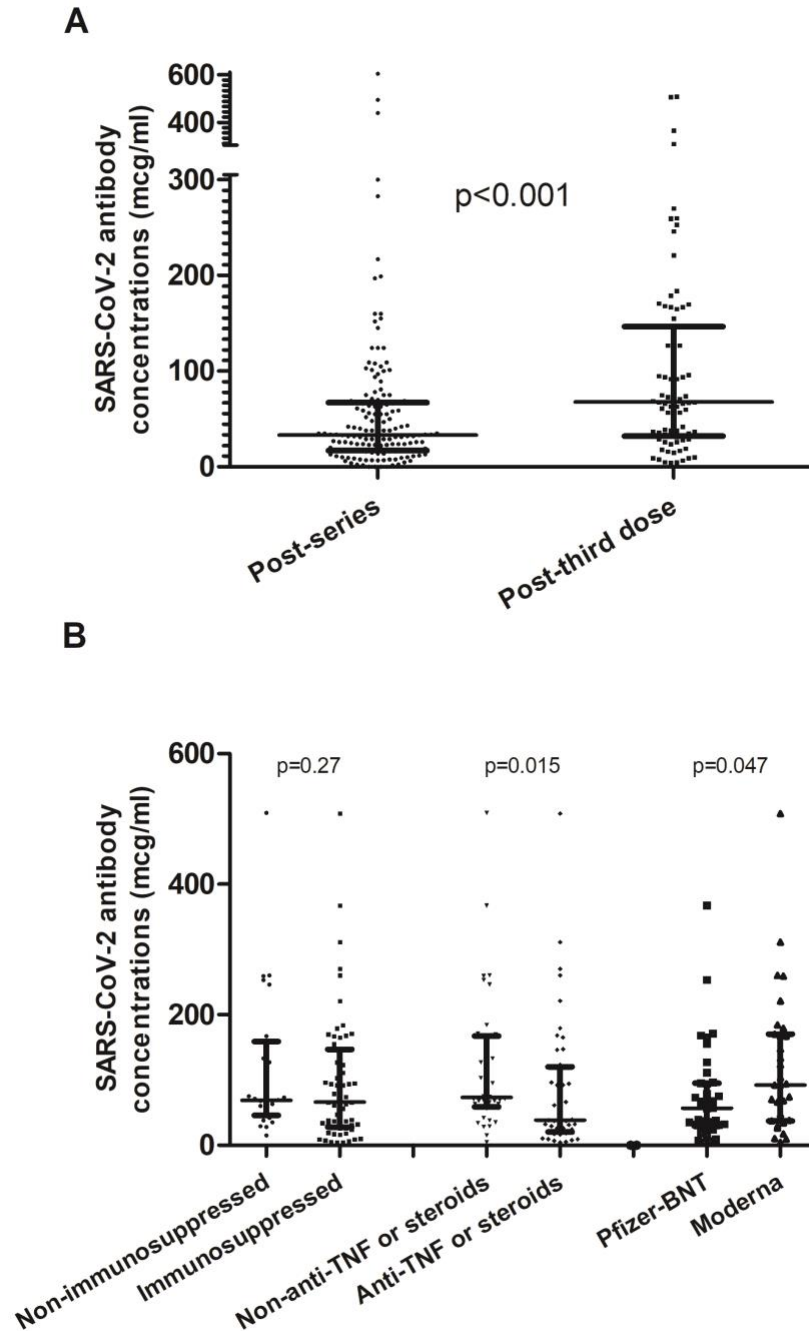 A
SARS-CoV-2 antibody
concentrations (mcg/ml)
600
400
300
200
100
0
p<0.001
Post-series
Post-third dose
B
SARS-CoV-2 antibody
concentrations (mcg/ml)
600
400
200
0
p=0.27
p=0.015
p=0.047
Non-immunosuppressed
Immunosuppressed
Non-anti-TNF or steroids
Anti-TNF or steroids
Pfizer-BNT
Moderna